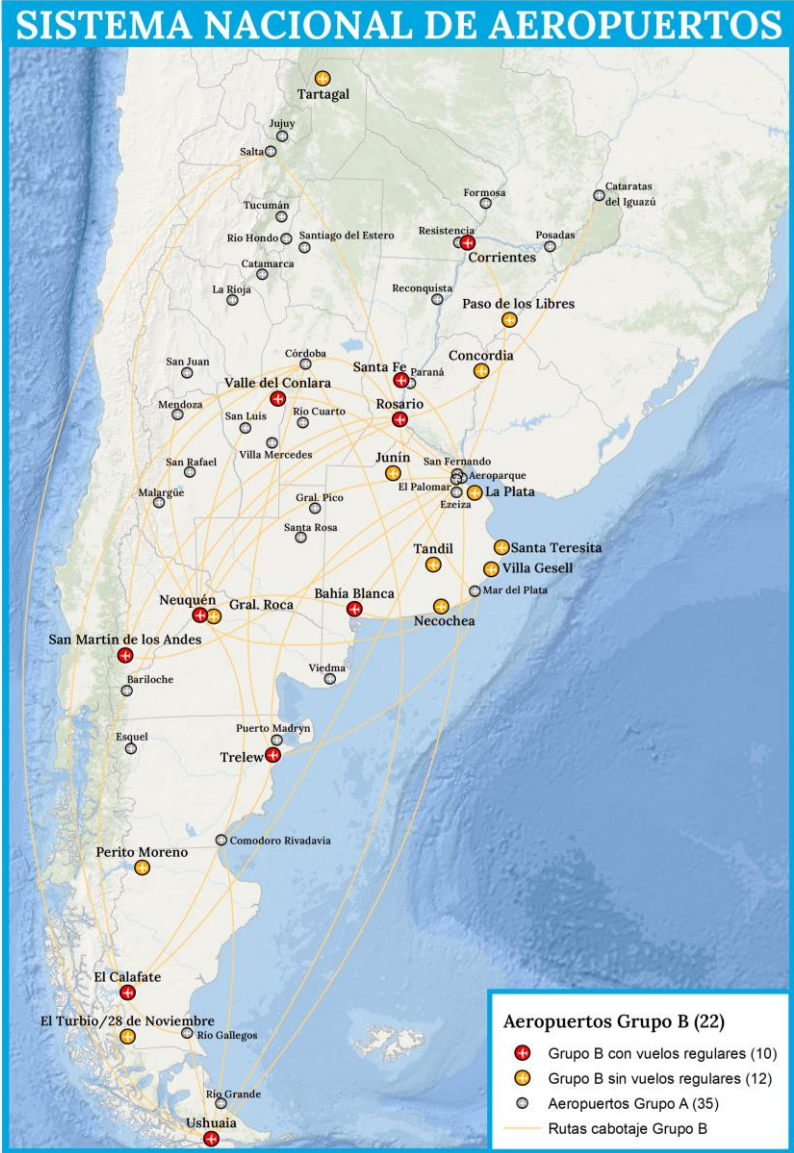 SISTEMA NACIONAL DE AEROPUERTOS
Tartagal
Jujuy
Salta
Cataratas
del Iguazú
Formosa
Tucumán
Resistencia
Posadas
Río Hondo
Santiago del Estero
Corrientes
Catamarca
La Rioja
Reconquista
Paso de los Libres
Córdoba
Concordia
San Juan
Santa Fe
Paraná
Valle del Conlara
Mendoza
Rosario
San Luis
Río Cuarto
Villa Mercedes
Junín
San Fernando
San Rafael
Aeroparque
El Palomar
La Plata
Malargüe
Gral. Pico
Ezeiza
Santa Rosa
Tandil
Santa Teresita
Villa Gesell
Neuquén
Gral. Roca
Bahía Blanca
Mar del Plata
Necochea
San Martín de los Andes
Viedma
Bariloche
Esquel
Puerto Madryn
Trelew
Comodoro Rivadavia
Perito Moreno
El Calafate
El Turbio/28 de Noviembre
Río Gallegos
Río Grande
Ushuaia
Aeropuertos Grupo B (22)
Grupo B con vuelos regulares (10)
Grupo B sin vuelos regulares (12)
Aeropuertos Grupo A (35)
Rutas cabotaje Grupo B